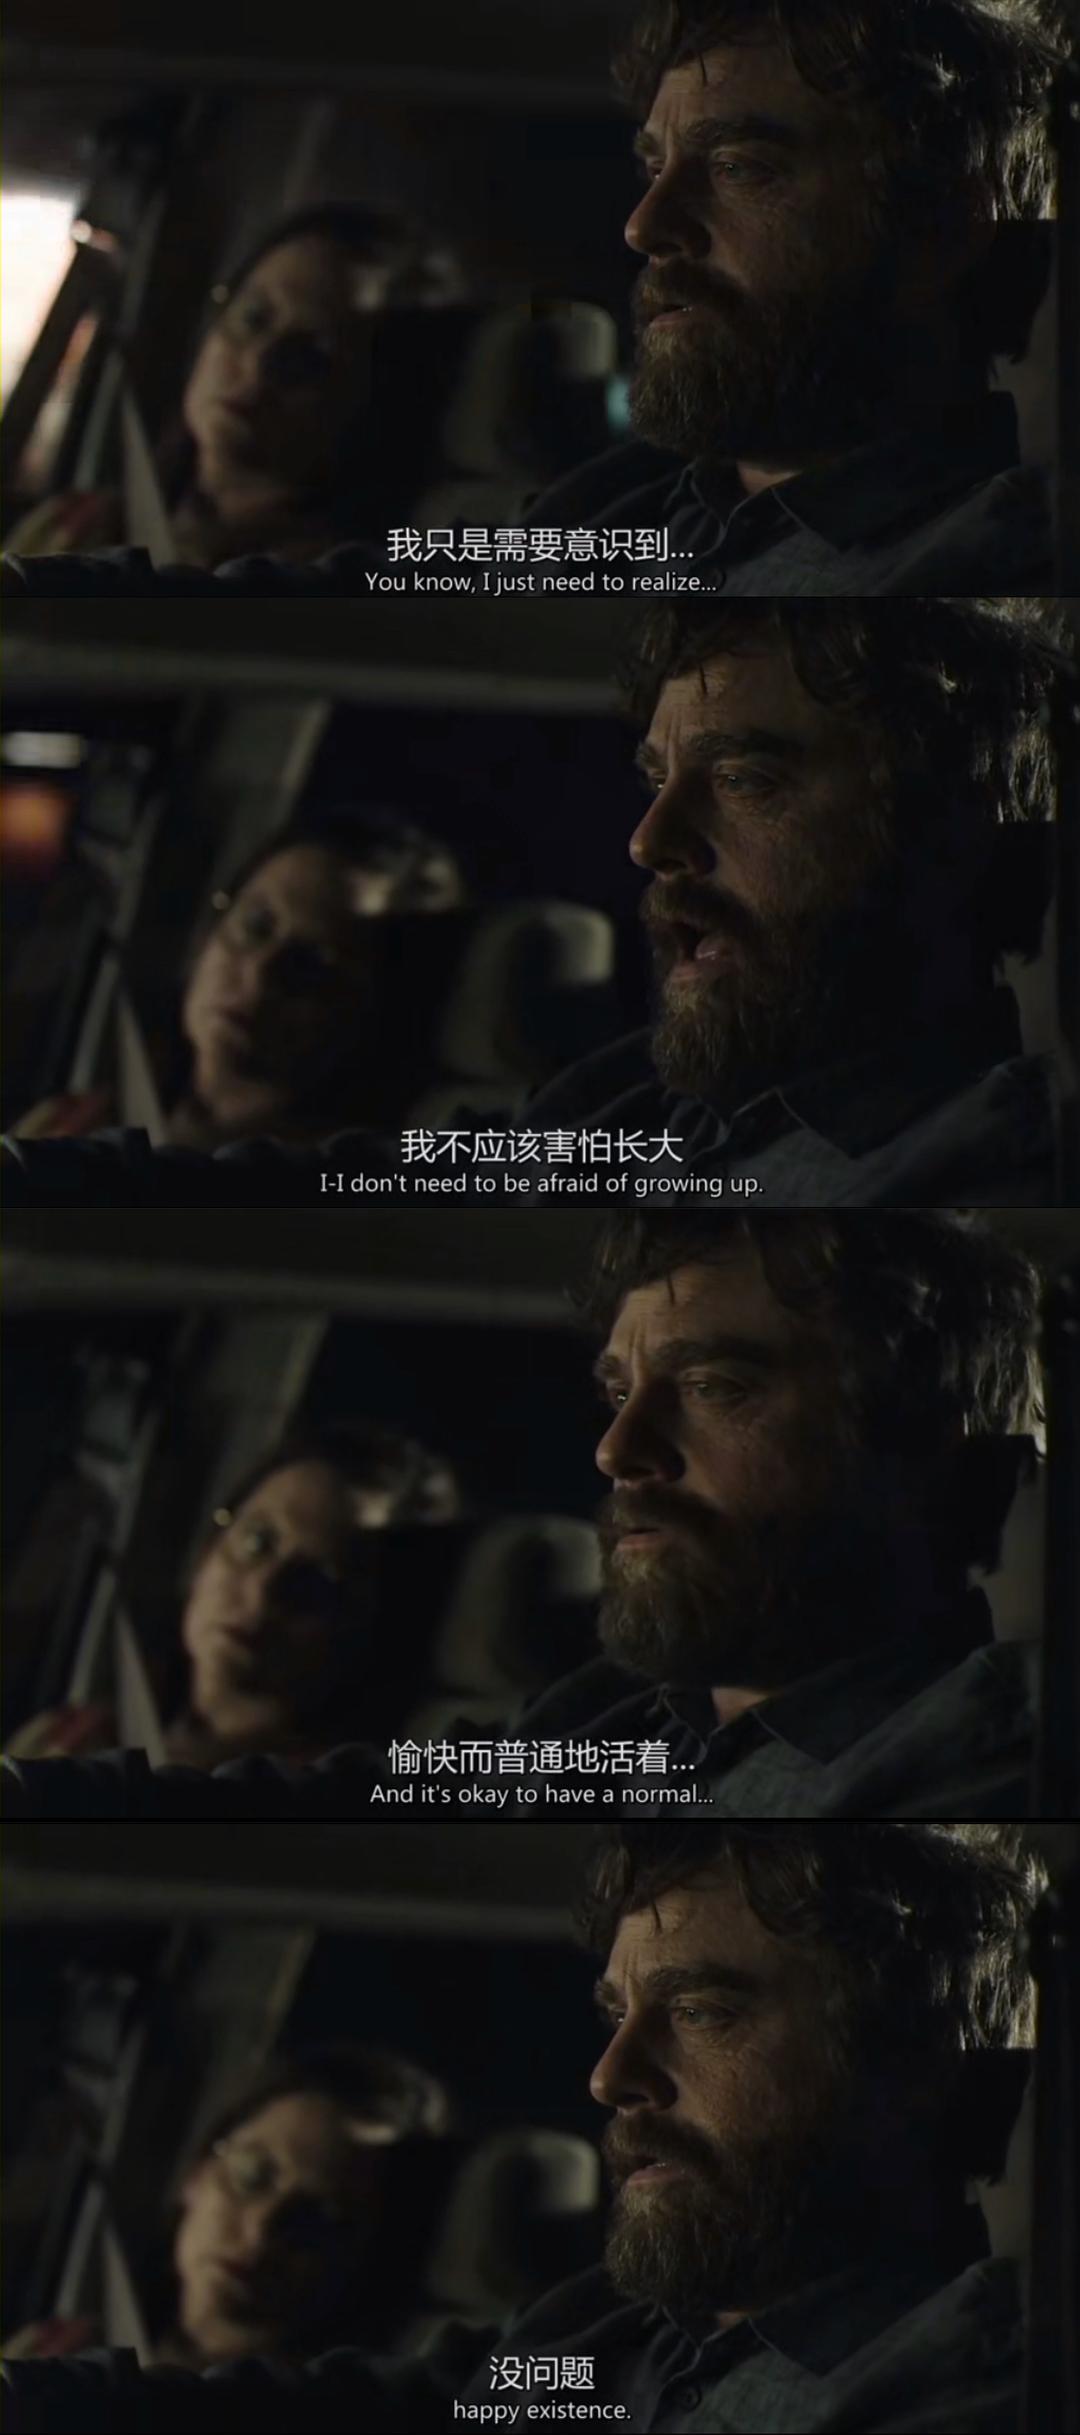 我只是需要意识到...
You know, I just need to realize...
我不应该害怕长大
I-I don't need to be afraid of growing up.
愉快而普通地活着...
And it's okay to have a normal...
没问题
happy existence.